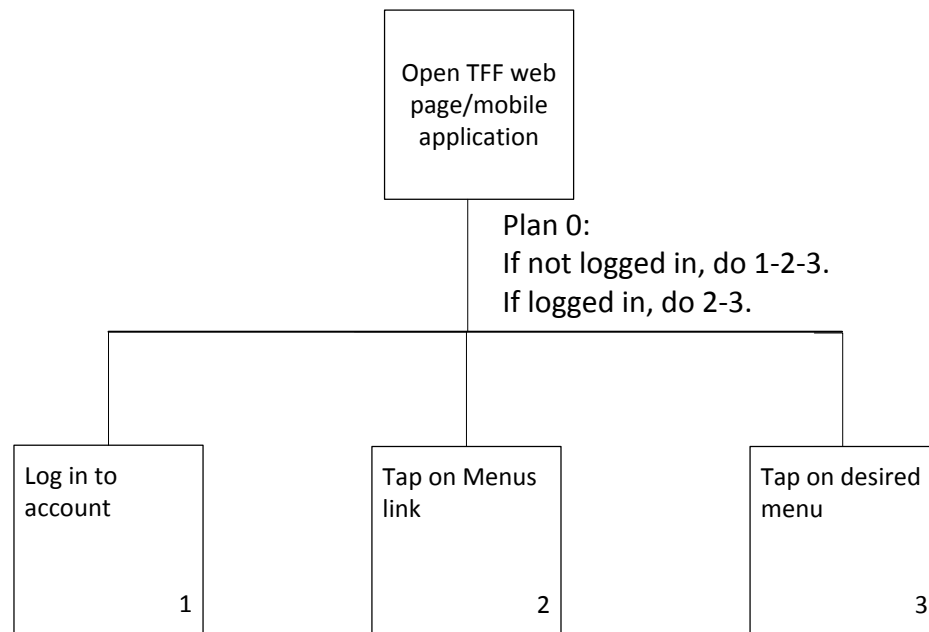 Open TFF web
page/mobile
application
Plan 0:
If not logged in, do 1-2-3.
If logged in, do 2-3.
Log in to
account
1
Tap on Menus
link
2
Tap on desired
menu
3